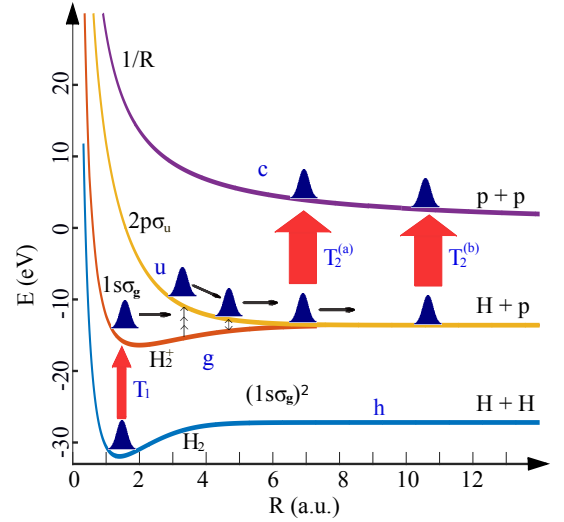 1/R
20
c
10
p + p
2pσu
T2(a)
T2(b)
0
E (eV)
u
1sσg
-10
H + p
H2+
g
-20
T1
(1sσg)2
h
H + H
H2
-30
0
2
4
6
8
10
12
R (a.u.)